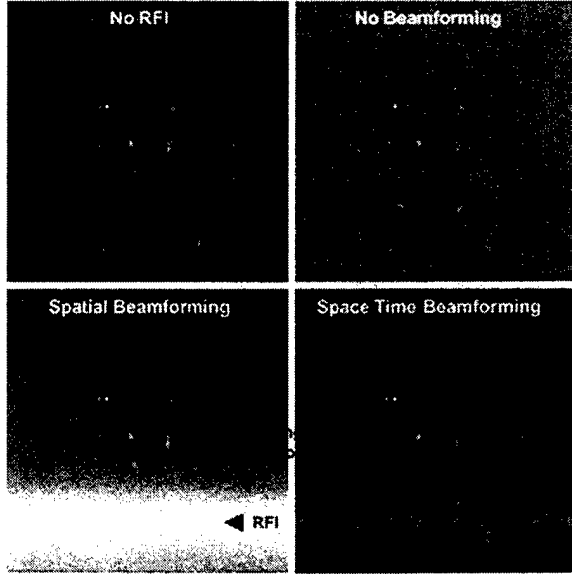 No RFI
No Beamforming
Spatial Beamforming
Space Time Beamforming
RFI